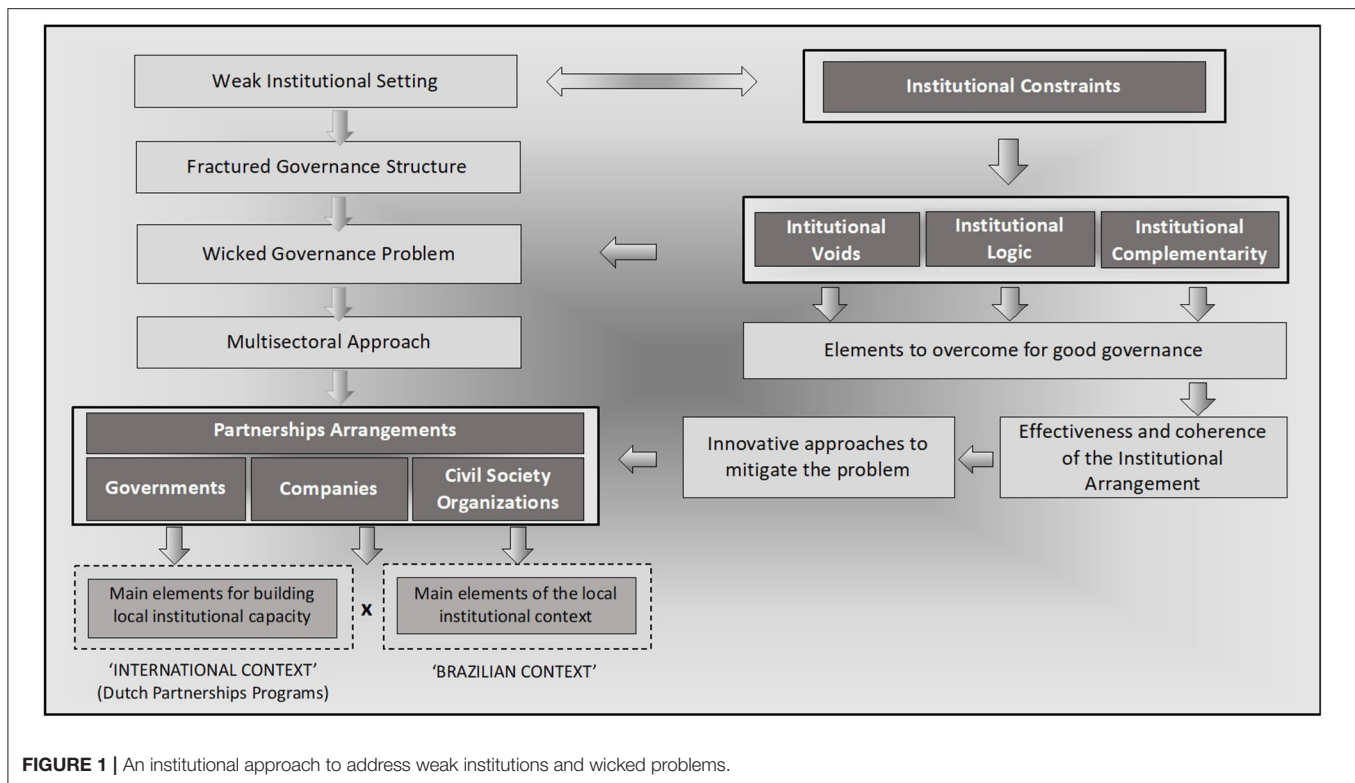 Weak Institutional Setting
Institutional Constraints
Fractured Governance Structure
Wicked Governance Problem
Intitutional
Voids
Institutional
Logic
Institutional
Complementarity
Multisectoral Approach
Elements to overcome for good governance
Partnerships Arrangements
Governments
Companies
Civil Society
Organizations
Innovative approaches to
mitigate the problem
Effectiveness and coherence
of the Institutional
Arrangement
Main elements for building
local institutional capacity
x
Main elements of the local
institutional context
‘INTERNATIONAL CONTEXT’
(Dutch Partnerships Programs)
‘BRAZILIAN CONTEXT’
FIGURE 1 | An institutional approach to address weak institutions and wicked problems.